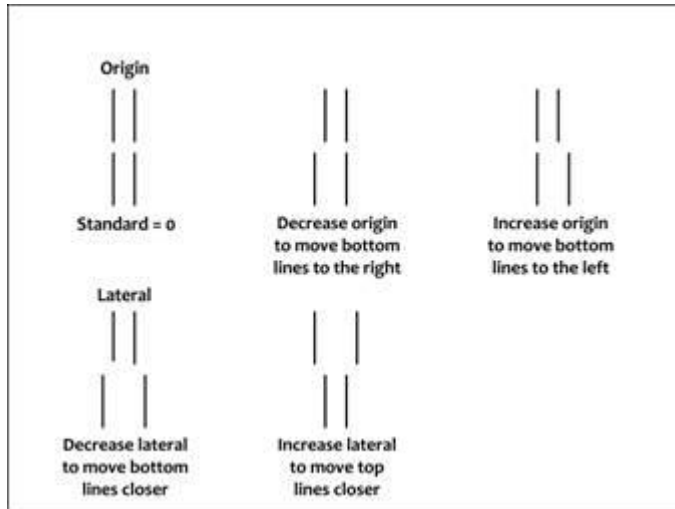 Origin
Standard = 0
Decrease origin
to move bottom
lines to the right
Increase origin
to move bottom
lines to the left
Lateral
Decrease lateral
to move bottom
lines closer
Increase lateral
to move top
lines closer